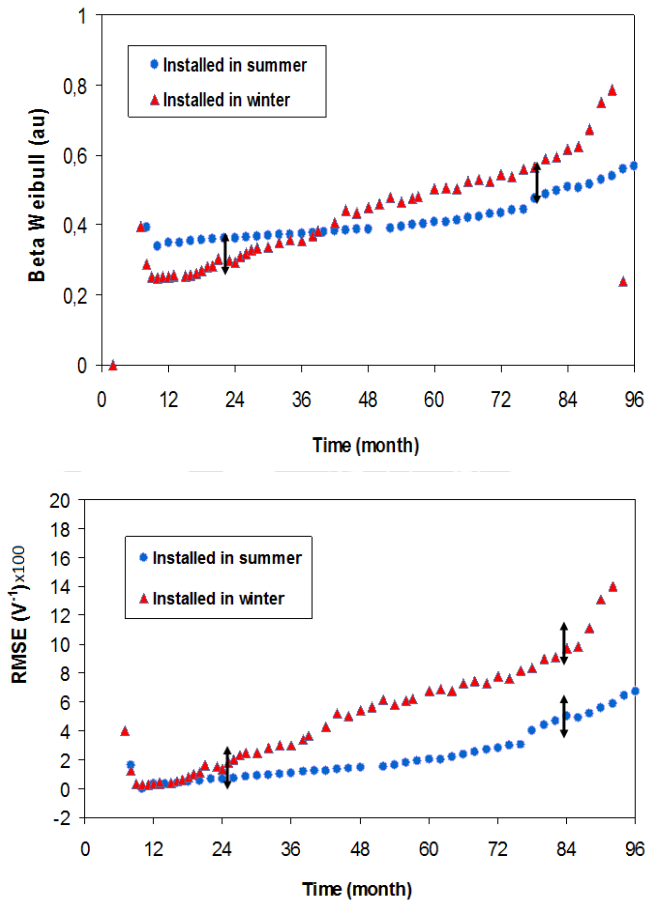 1
0,8
0,6
0,4
0,2
0
Beta Weibull (au)
Installed in summer
Installed in winter
0 12 24 36 48 60 72 84 96
Time (month)
20
18
16
14
12
10
8
6
4
2
0
-2
RMSE (V⁻¹)x100
Installed in summer
Installed in winter
0 12 24 36 48 60 72 84 96
Time (month)